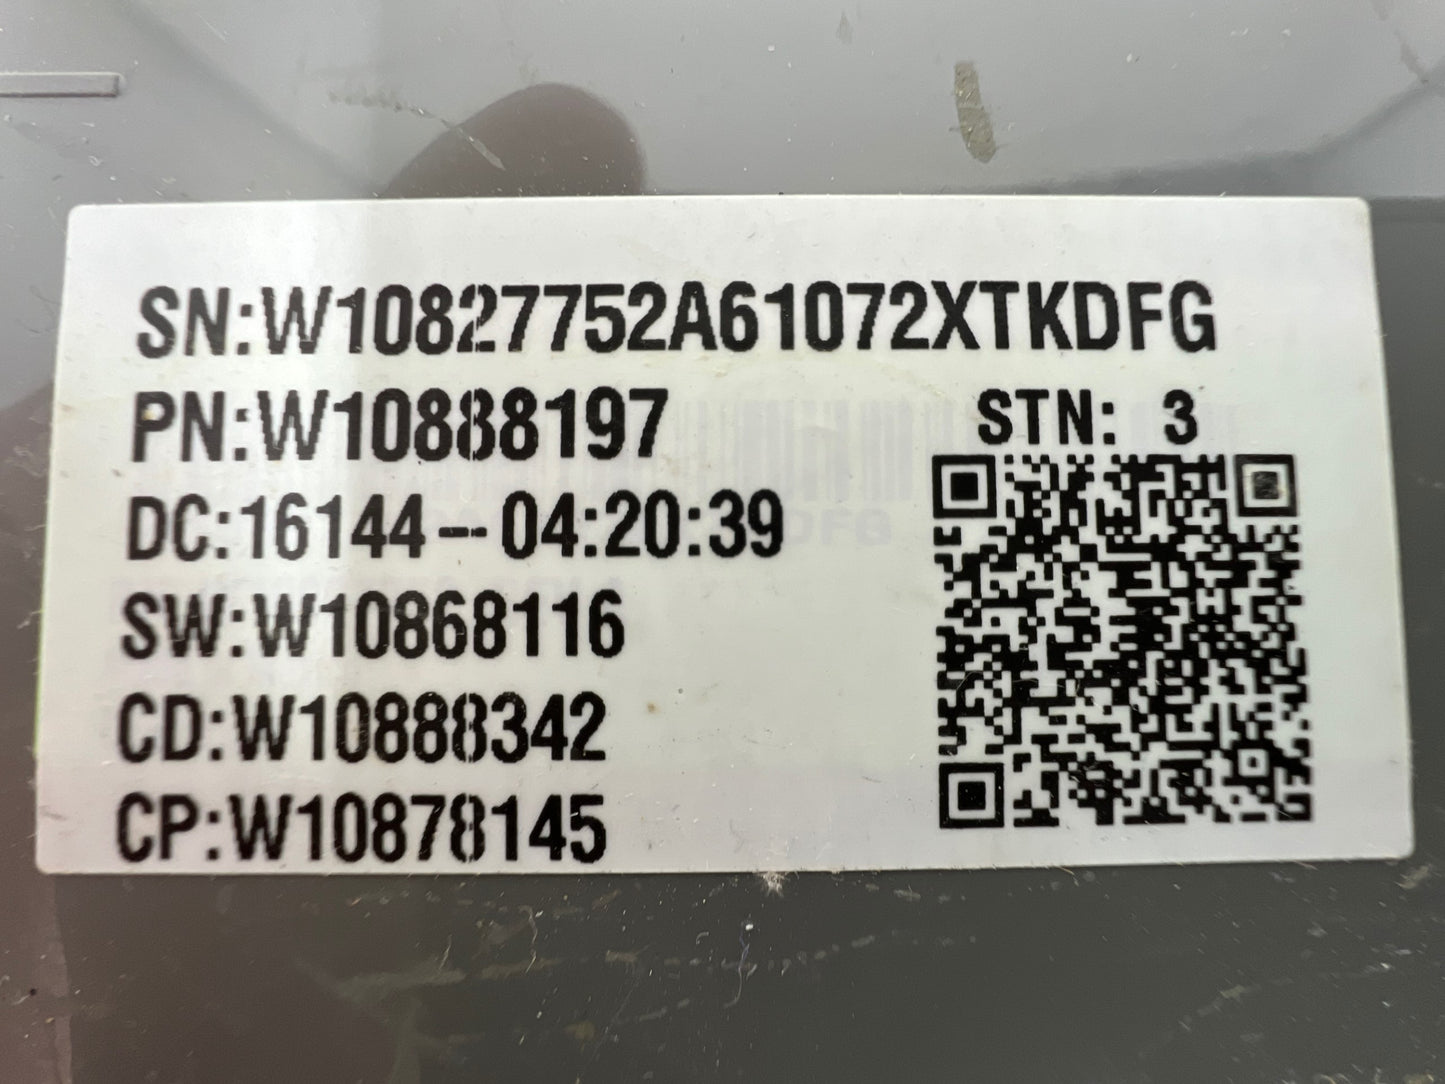 SN:W10827752A61072XTKDFG
PN:W10888197
STN: 3
DC:16144--04:20:39
SW:W10868116
CD:W10888342
CP:W10878145